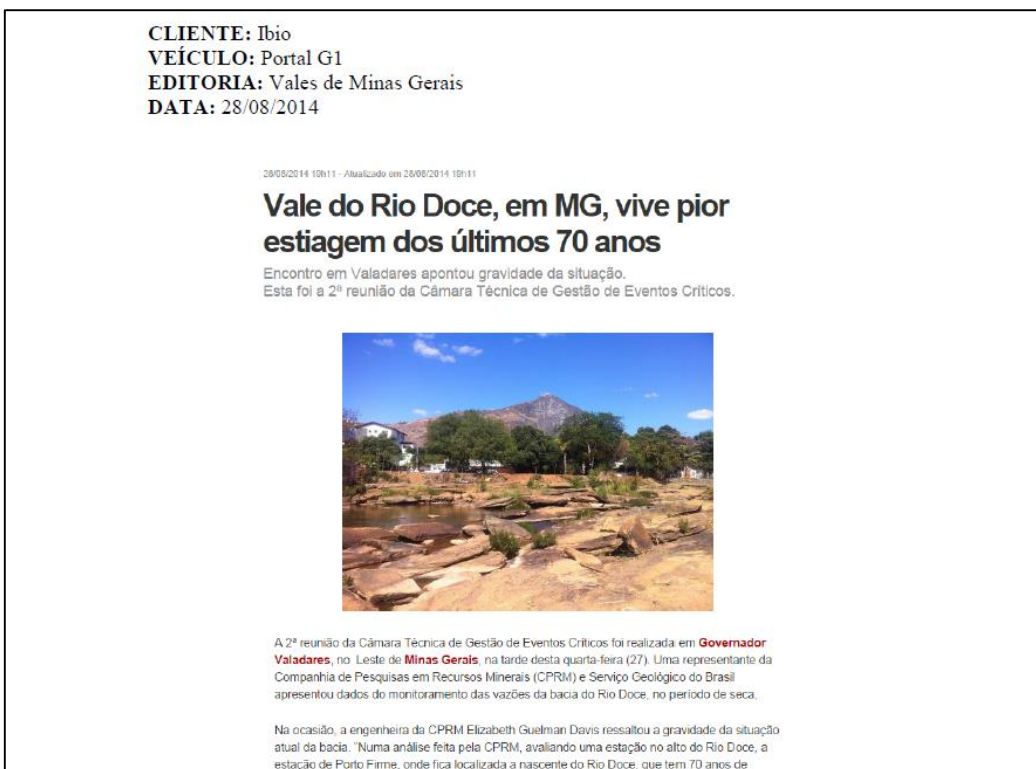 CLIENTE: Ibio
VEÍCULO: Portal G1
EDITORIA: Vales de Minas Gerais
DATA: 28/08/2014
28/08/2014 19h11 - Atualizado em 28/08/2014 19h11
Vale do Rio Doce, em MG, vive pior
estiagem dos últimos 70 anos
Encontro em Valadares apontou gravidade da situação.
Esta foi a 2ª reunião da Câmara Técnica de Gestão de Eventos Críticos.
A 2ª reunião da Câmara Técnica de Gestão de Eventos Críticos foi realizada em Governador
Valadares, no Leste de Minas Gerais, na tarde desta quarta-feira (27). Uma representante da
Companhia de Pesquisas em Recursos Minerais (CPRM) e Serviço Geológico do Brasil
apresentou dados do monitoramento das vazões da bacia do Rio Doce, no período de seca.
Na ocasião, a engenheira da CPRM Elizabeth Guelman Davis ressaltou a gravidade da situação
atual da bacia. "Numa análise feita pela CPRM, avaliando uma estação no alto do Rio Doce, a
estação de Porto Firme, onde fica localizada a nascente do Rio Doce, que tem 70 anos de